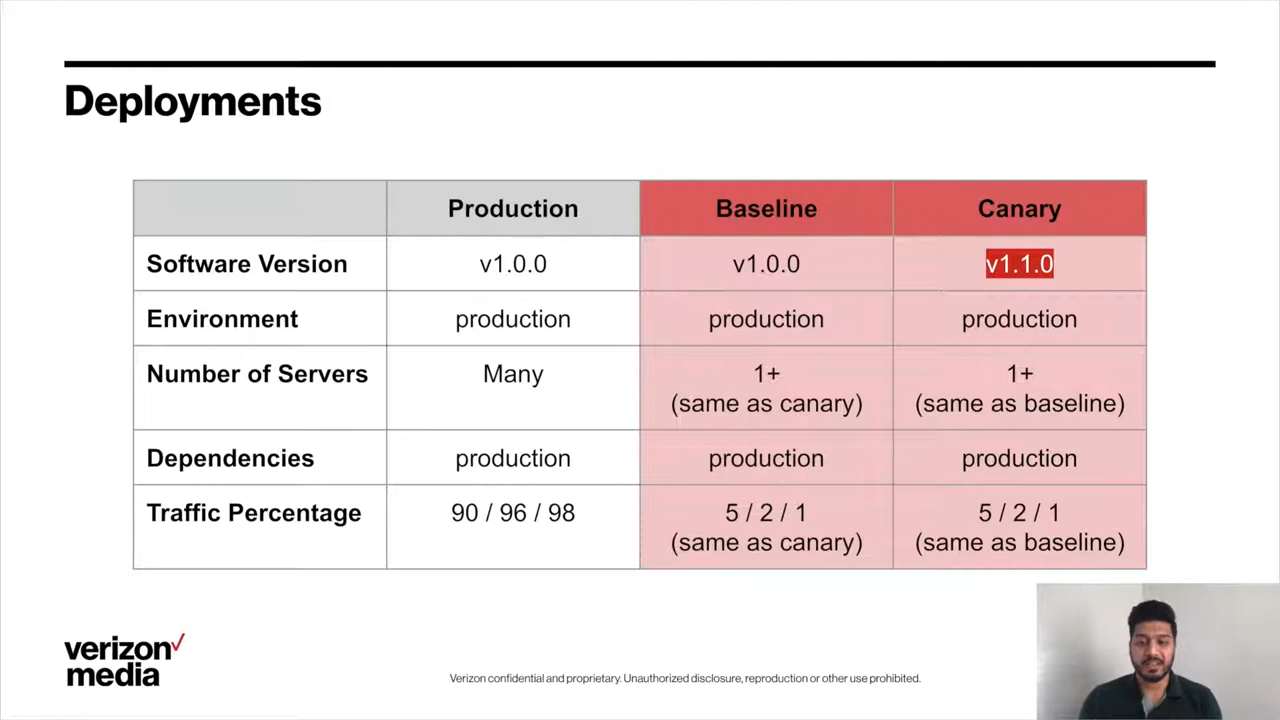 Deployments
Production Baseline Canary
Software Version v1.0.0 v1.0.0 v1.1.0
Environment production production production
Number of Servers Many 1+ 1+
(same as canary) (same as baseline)
Dependencies production production production
Traffic Percentage 90 / 96 / 98 5 / 2 / 1 5 / 2 / 1
(same as canary) (same as baseline)
verizon✓
media
Verizon confidential and proprietary. Unauthorized disclosure, reproduction or other use prohibited.